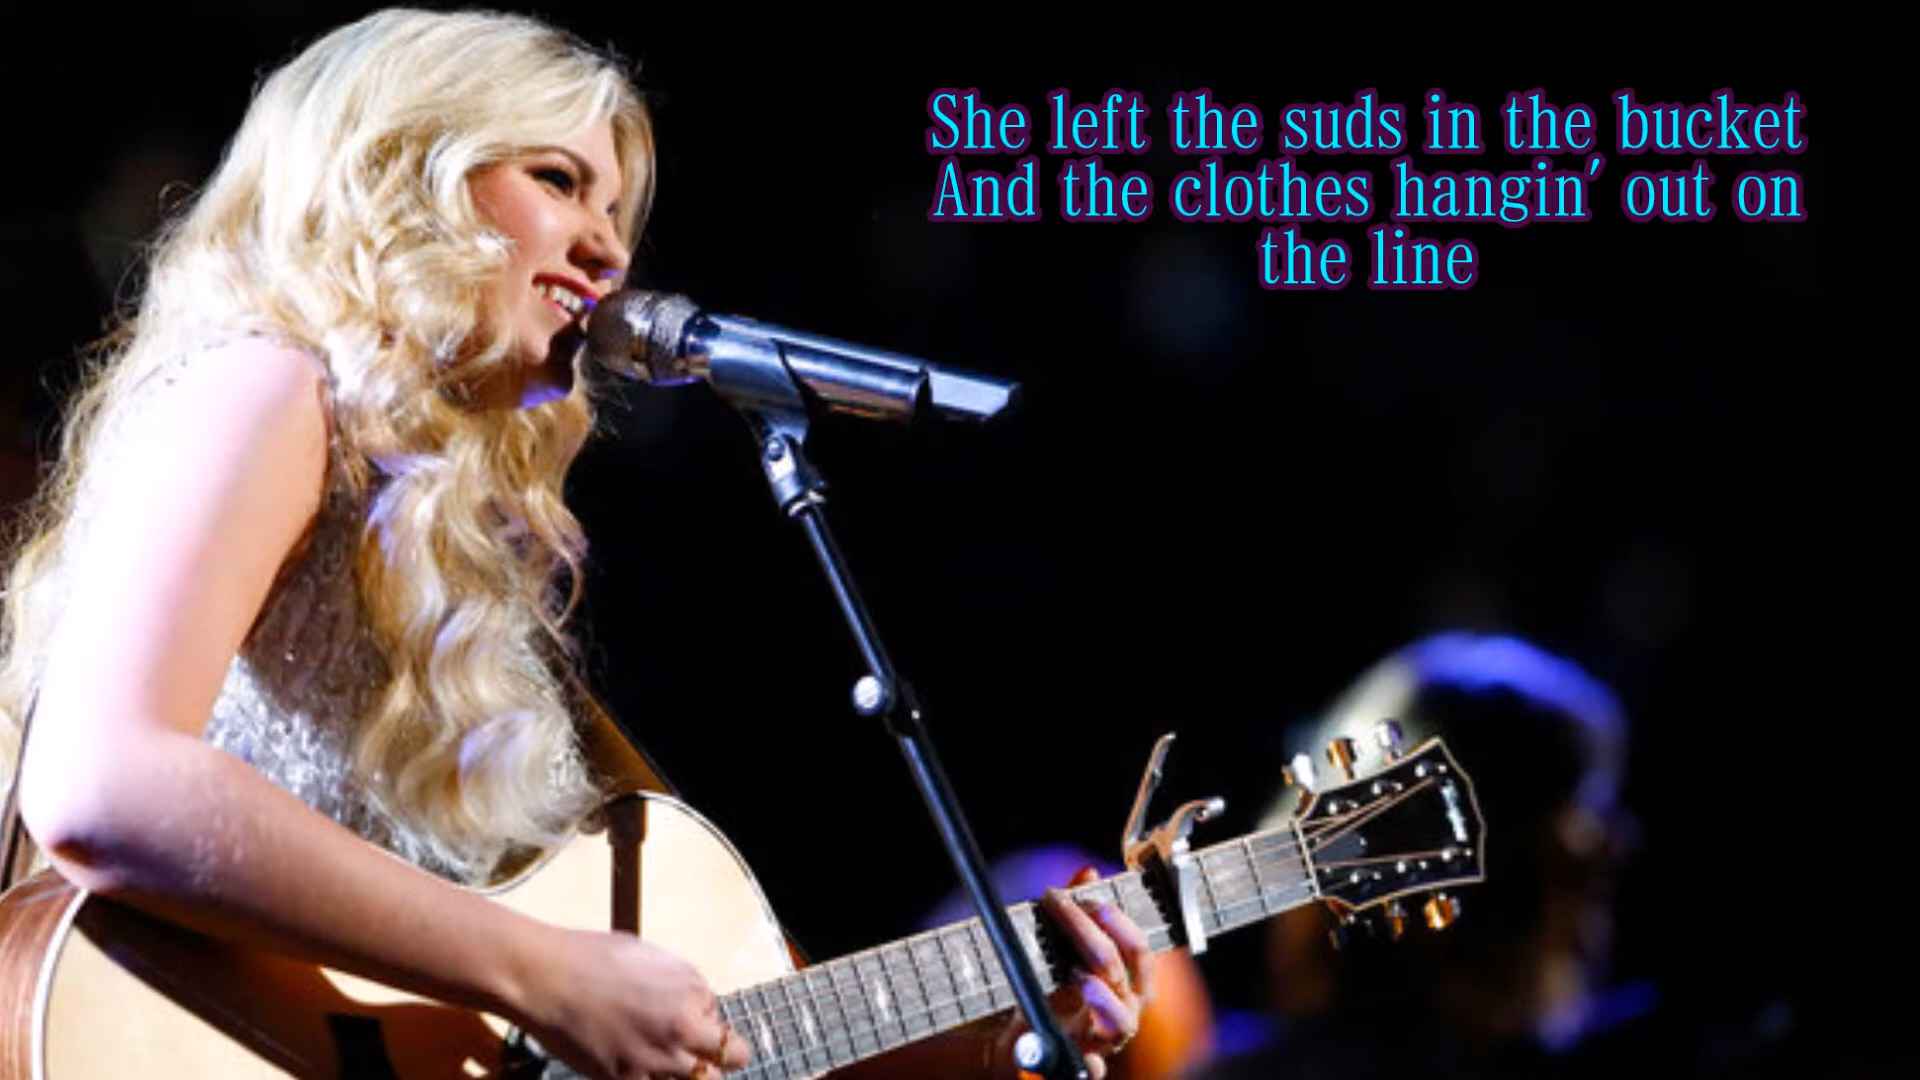 She left the suds in the bucket
And the clothes hangin' out on
the line